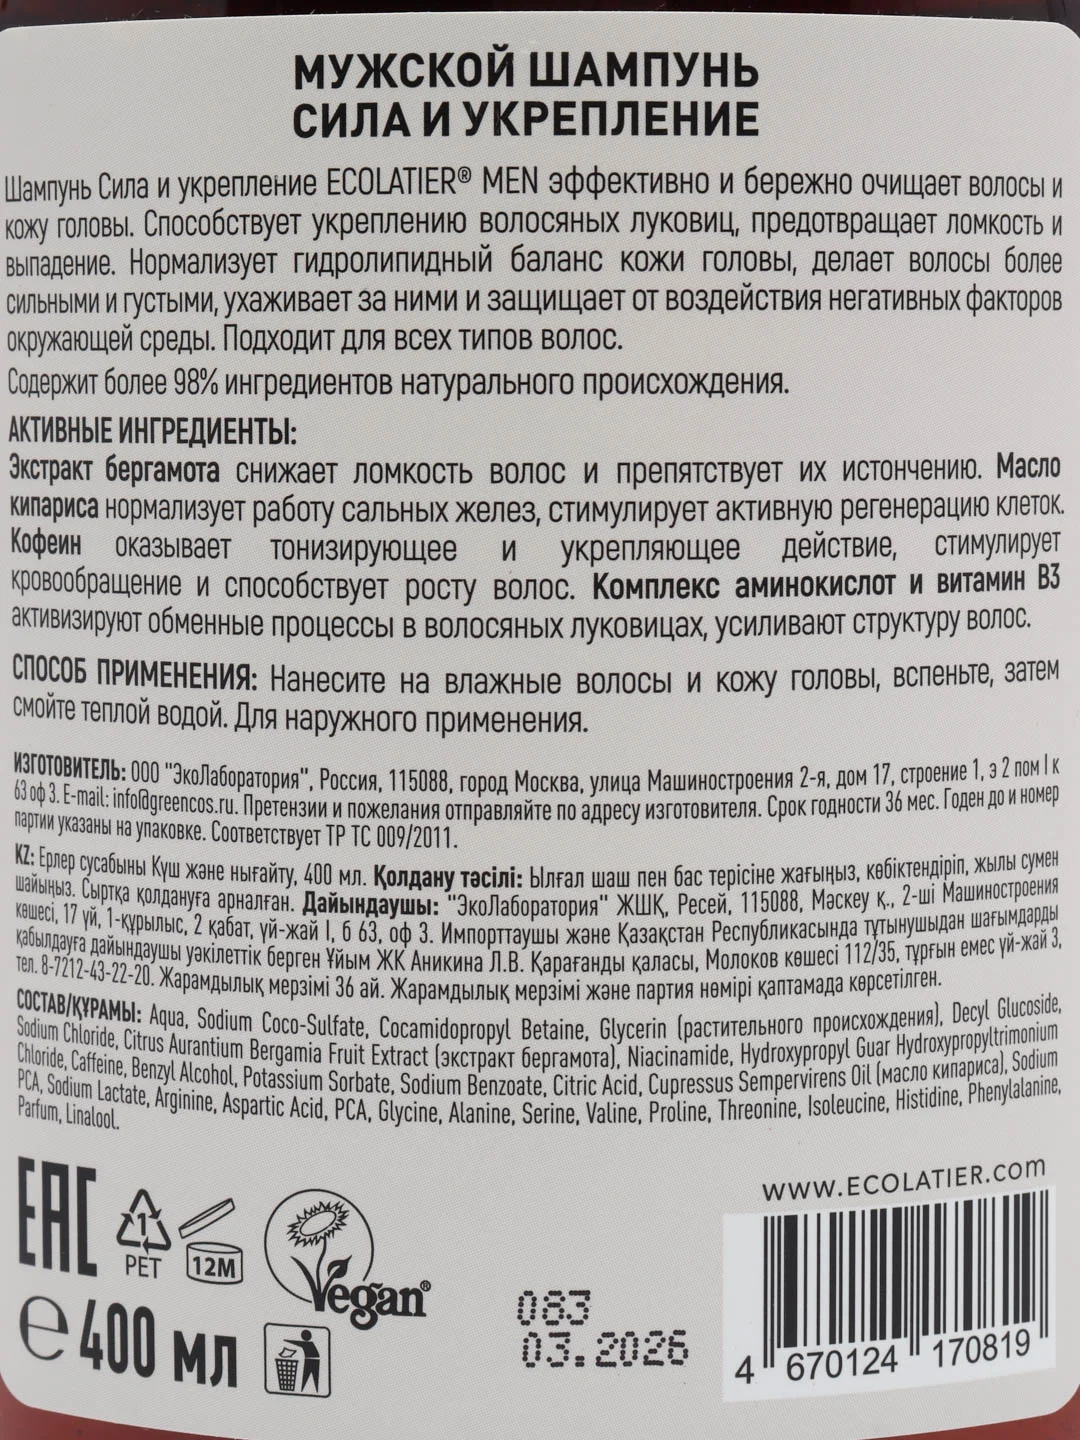 МУЖСКОЙ ШАМПУНЬ
СИЛА И УКРЕПЛЕНИЕ
Шампунь Сила и укрепление ECOLATIER® MEN эффективно и бережно очищает волосы и
кожу головы. Способствует укреплению волосяных луковиц, предотвращает ломкость и
выпадение. Нормализует гидролипидный баланс кожи головы, делает волосы более
сильными и густыми, ухаживает за ними и защищает от воздействия негативных факторов
окружающей среды. Подходит для всех типов волос.
Содержит более 98% ингредиентов натурального происхождения.
АКТИВНЫЕ ИНГРЕДИЕНТЫ:
Экстракт бергамота снижает ломкость волос и препятствует их истончению. Масло
кипариса нормализует работу сальных желез, стимулирует активную регенерацию клеток.
Кофеин оказывает тонизирующее и укрепляющее действие, стимулирует
кровообращение и способствует росту волос. Комплекс аминокислот и витамин B3
активизируют обменные процессы в волосяных луковицах, усиливают структуру волос.
СПОСОБ ПРИМЕНЕНИЯ: Нанесите на влажные волосы и кожу головы, вспеньте, затем
смойте теплой водой. Для наружного применения.
ИЗГОТОВИТЕЛЬ: ООО "ЭкоЛаборатория", Россия, 115088, город Москва, улица Машиностроения 2-я, дом 17, строение 1, э 2 пом I к
63 оф 3. E-mail: info@greencos.ru. Претензии и пожелания отправляйте по адресу изготовителя. Срок годности 36 мес. Годен до и номер
партии указаны на упаковке. Соответствует ТР ТС 009/2011.
KZ: Ерлер сусабыны Күш және нығайту, 400 мл. Қолдану тәсілі: Ылғал шаш пен бас терісіне жағыңыз, көбіктендіріп, жылы сумен
шайыңыз. Сыртқа қолдануға арналған. Дайындаушы: "ЭкоЛаборатория" ЖШҚ, Ресей, 115088, Мәскеу қ., 2-ші Машиностроения
көшесі, 17 үй, 1-құрылыс, 2 қабат, үй-жай I, б 63, оф 3. Импорттаушы және Қазақстан Республикасында тұтынушыдан шағымдарды
қабылдауға дайындаушы уәкілеттік берген Ұйым ЖК Аникина Л.В. Қарағанды қаласы, Молоков көшесі 112/35, тұрғын емес үй-жай 3,
тел. 8-7212-43-22-20. Жарамдылық мерзімі 36 ай. Жарамдылық мерзімі және партия нөмірі қаптамада көрсетілген.
СОСТАВ/ҚҰРАМЫ: Aqua, Sodium Coco-Sulfate, Cocamidopropyl Betaine, Glycerin (растительного происхождения), Decyl Glucoside,
Sodium Chloride, Citrus Aurantium Bergamia Fruit Extract (экстракт бергамота), Niacinamide, Hydroxypropyl Guar Hydroxypropyltrimonium
Chloride, Caffeine, Benzyl Alcohol, Potassium Sorbate, Sodium Benzoate, Citric Acid, Cupressus Sempervirens Oil (масло кипариса), Sodium
PCA, Sodium Lactate, Arginine, Aspartic Acid, PCA, Glycine, Alanine, Serine, Valine, Proline, Threonine, Isoleucine, Histidine, Phenylalanine,
Parfum, Linalool.
www.ECOLATIER.com
EAC
1
PET
12M
Vegan®
℮400 МЛ
083
03.2026
4 670124 170819